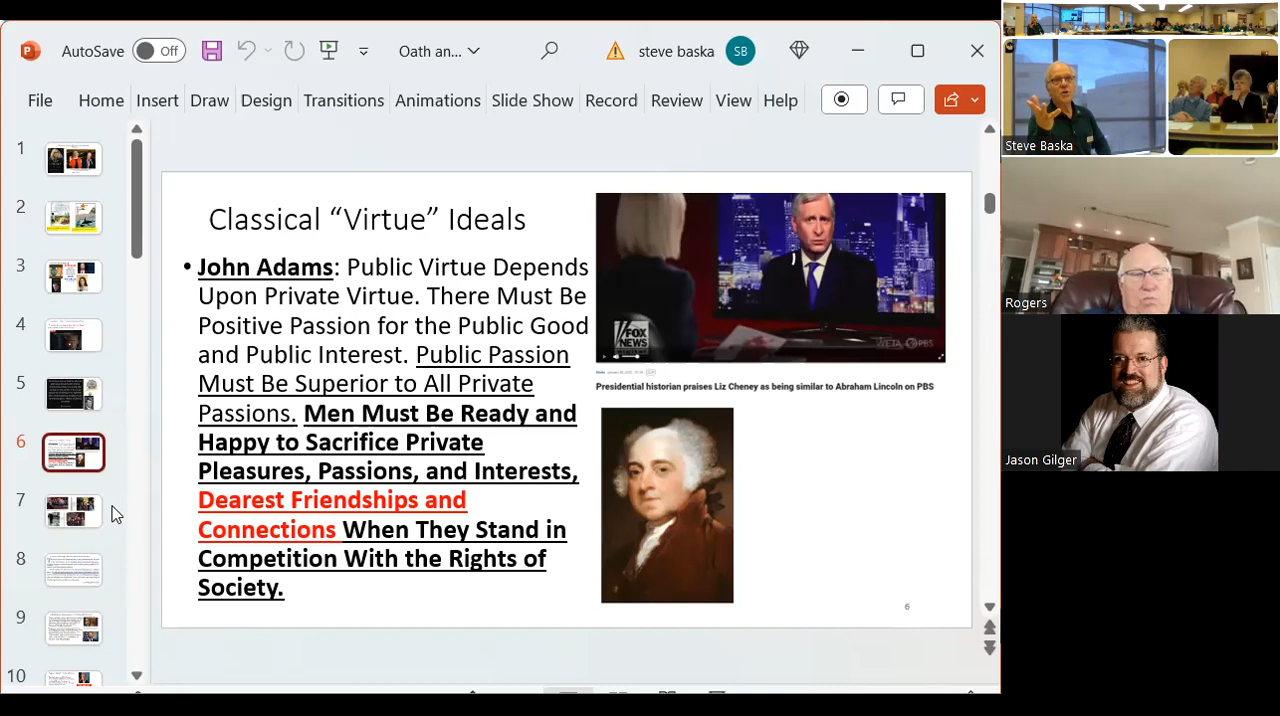 AutoSave
Off
Oath an...
steve baska
SB
File
Home
Insert
Draw
Design
Transitions
Animations
Slide Show
Record
Review
View
Help
1
2
3
4
5
6
7
8
9
10
Classical “Virtue” Ideals
• John Adams: Public Virtue Depends
Upon Private Virtue. There Must Be
Positive Passion for the Public Good
and Public Interest. Public Passion
Must Be Superior to All Private
Passions. Men Must Be Ready and
Happy to Sacrifice Private
Pleasures, Passions, and Interests,
Dearest Friendships and
Connections When They Stand in
Competition With the Rights of
Society.
FOX
NEWS
WETA PBS
Presidential historian praises Liz Cheney as being similar to Abraham Lincoln on PBS
6
Steve Baska
Rogers
Jason Gilger